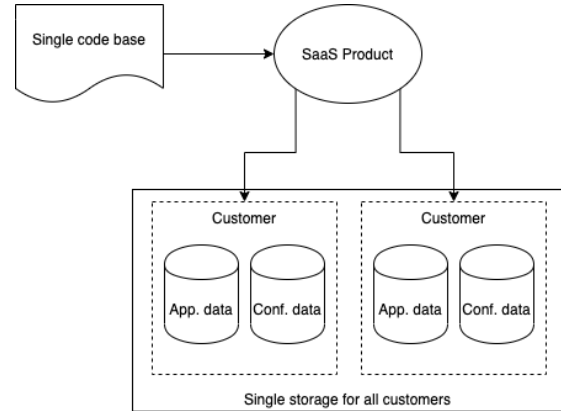 Single code base
SaaS Product
Customer
Customer
App. data
Conf. data
App. data
Conf. data
Single storage for all customers